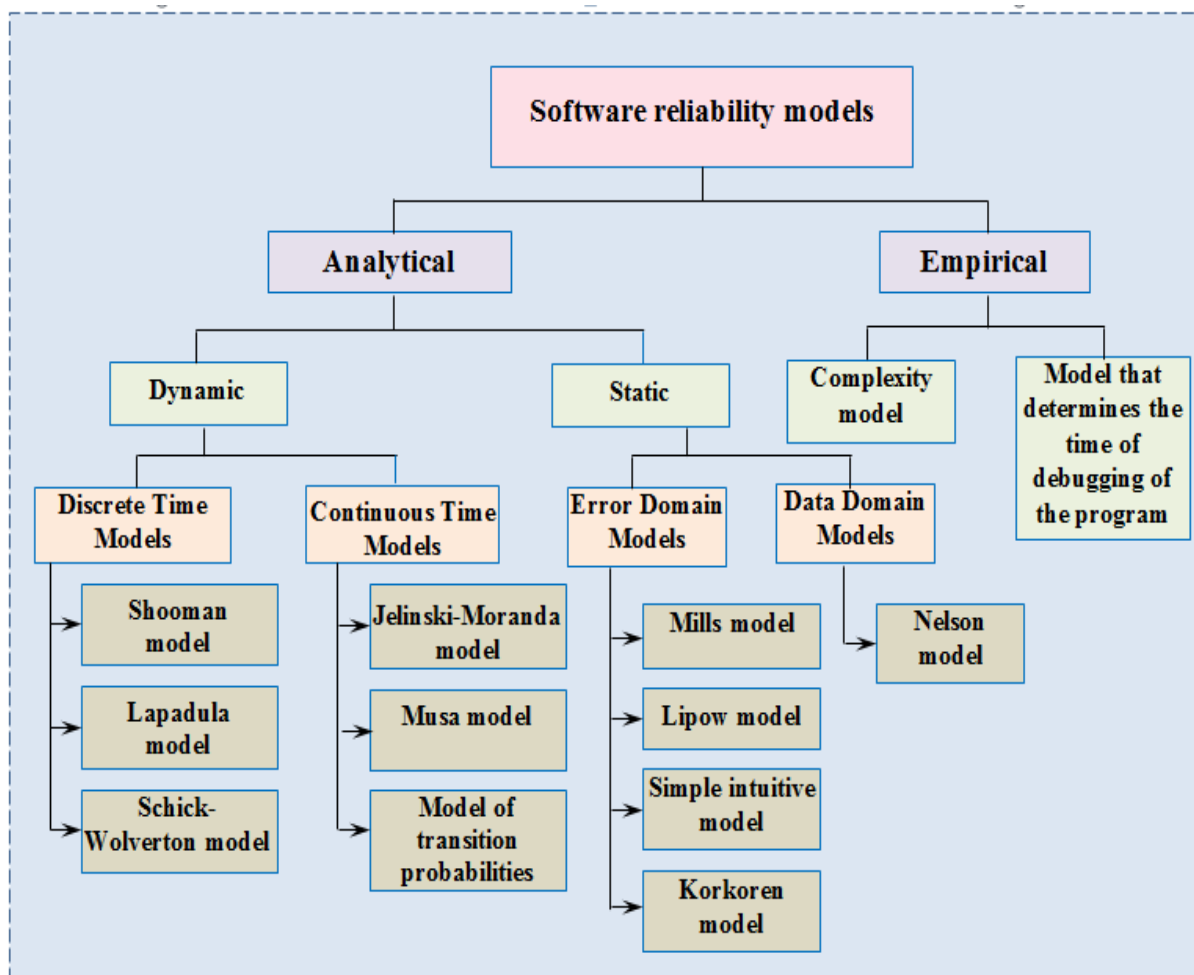 Software reliability models
Analytical
Empirical
Dynamic
Static
Complexity
model
Model that
determines the
time of
debugging of
the program
Discrete Time
Models
Continuous Time
Models
Error Domain
Models
Data Domain
Models
Shooman
model
Lapadula
model
Schick-
Wolverton model
Jelinski-Moranda
model
Musa model
Model of
transition
probabilities
Mills model
Lipow model
Simple intuitive
model
Korkoren
model
Nelson
model